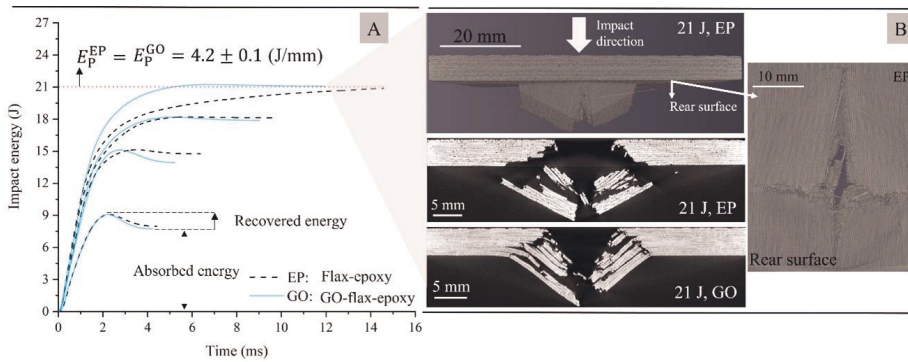 A
E_P^EP = E_P^GO = 4.2 ± 0.1 (J/mm)
Impact energy (J)
27
24
21
18
15
12
9
6
3
0
Recovered energy
Absorbed energy
EP: Flax-epoxy
GO: GO-flax-epoxy
0 2 4 6 8 10 12 14 16
Time (ms)
B
20 mm
Impact
direction
21 J, EP
Rear surface
5 mm
21 J, EP
5 mm
21 J, GO
10 mm
EP
Rear surface